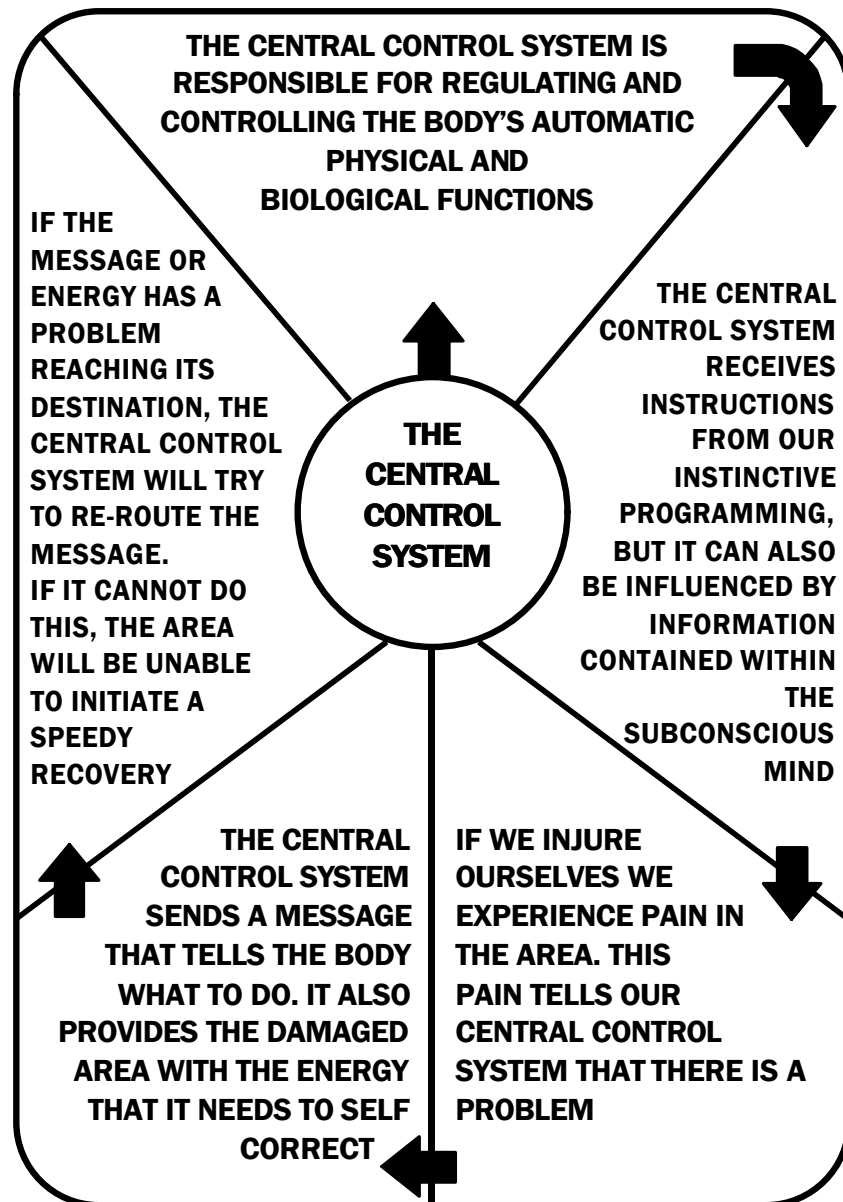 THE CENTRAL CONTROL SYSTEM IS
RESPONSIBLE FOR REGULATING AND
CONTROLLING THE BODY'S AUTOMATIC
PHYSICAL AND
BIOLOGICAL FUNCTIONS
THE CENTRAL
CONTROL SYSTEM
RECEIVES
INSTRUCTIONS
FROM OUR
INSTINCTIVE
PROGRAMMING,
BUT IT CAN ALSO
BE INFLUENCED BY
INFORMATION
CONTAINED WITHIN
THE
SUBCONSCIOUS
MIND
IF WE INJURE
OURSELVES WE
EXPERIENCE PAIN IN
THE AREA. THIS
PAIN TELLS OUR
CENTRAL CONTROL
SYSTEM THAT THERE IS A
PROBLEM
THE CENTRAL
CONTROL SYSTEM
SENDS A MESSAGE
THAT TELLS THE BODY
WHAT TO DO. IT ALSO
PROVIDES THE DAMAGED
AREA WITH THE ENERGY
THAT IT NEEDS TO SELF
CORRECT
IF THE
MESSAGE OR
ENERGY HAS A
PROBLEM
REACHING ITS
DESTINATION, THE
CENTRAL CONTROL
SYSTEM WILL TRY
TO RE-ROUTE THE
MESSAGE.
IF IT CANNOT DO
THIS, THE AREA
WILL BE UNABLE
TO INITIATE A
SPEEDY
RECOVERY
THE
CENTRAL
CONTROL
SYSTEM